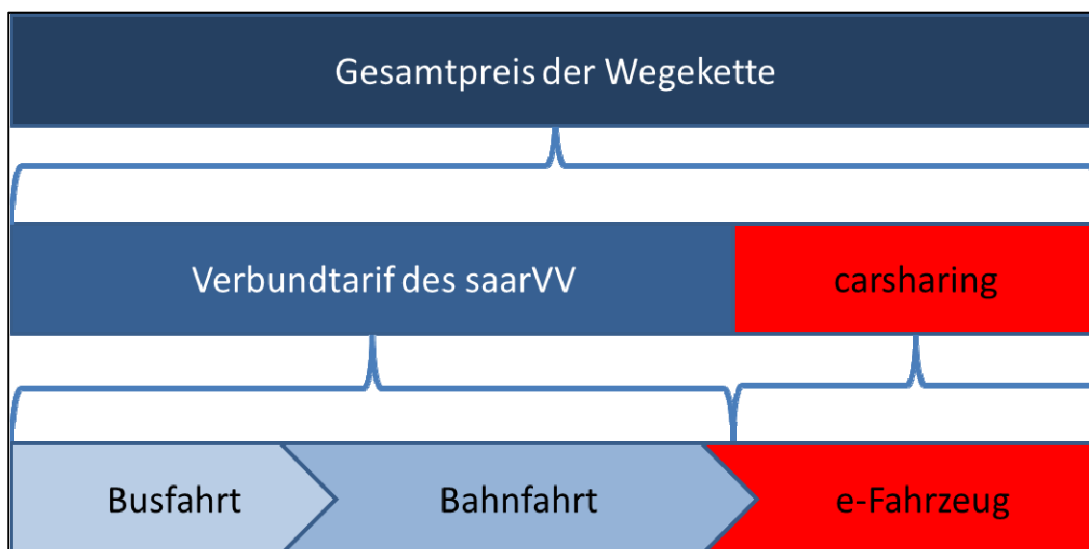 Gesamtpreis der Wegekette
Verbundtarif des saarVV
carsharing
Busfahrt
Bahnfahrt
e-Fahrzeug